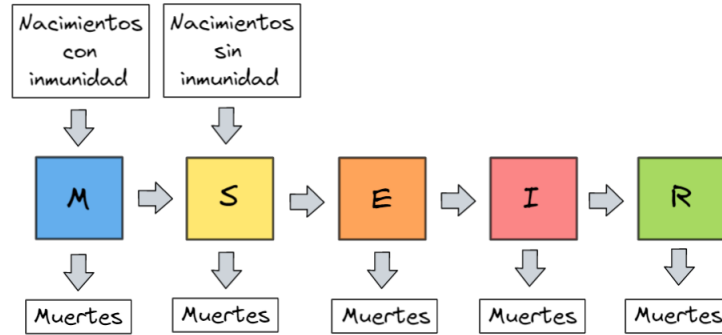 Nacimientos
con
inmunidad
Nacimientos
sin
inmunidad
M
S
E
I
R
Muertes
Muertes
Muertes
Muertes
Muertes